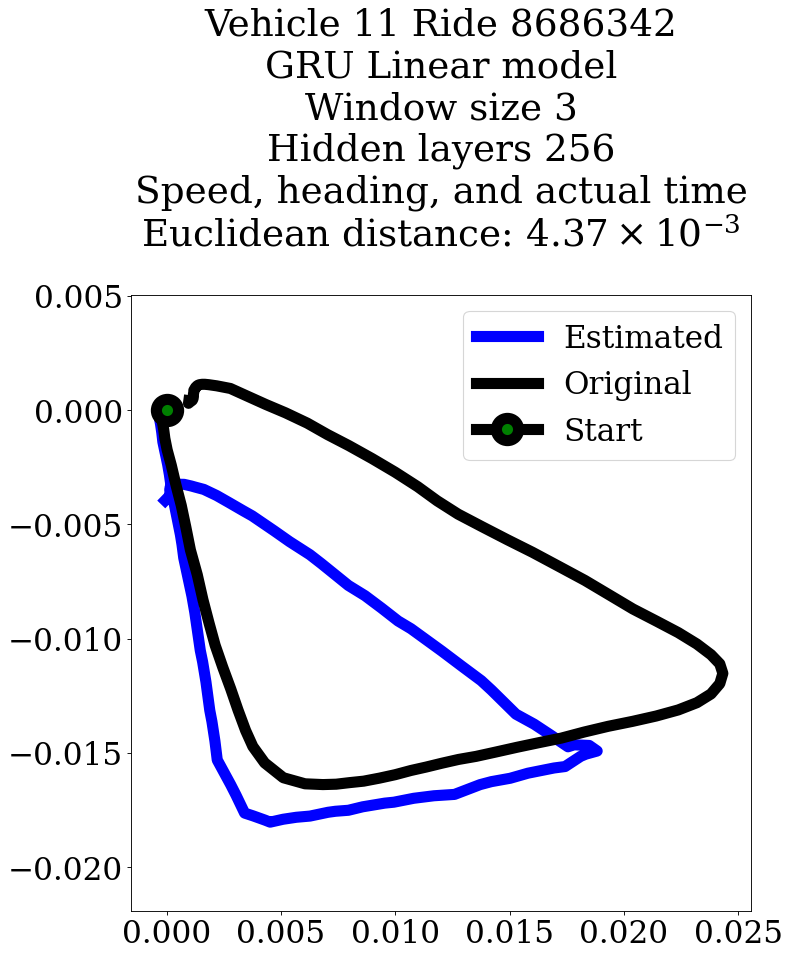 Vehicle 11 Ride 8686342
GRU Linear model
Window size 3
Hidden layers 256
Speed, heading, and actual time
Euclidean distance: 4.37 × 10⁻³
0.005
0.000
−0.005
−0.010
−0.015
−0.020
Estimated
Original
Start
0.000 0.005 0.010 0.015 0.020 0.025